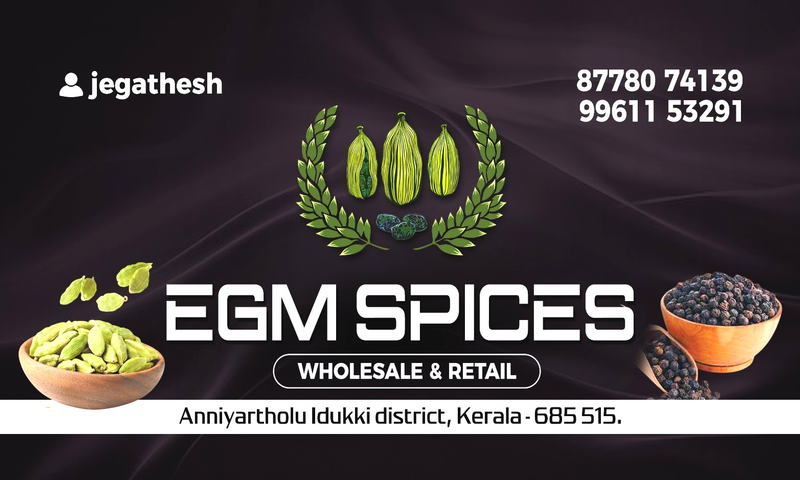 jegathesh
87780 74139
99611 53291
EGM SPICES
WHOLESALE & RETAIL
Anniyartholu Idukki district, Kerala - 685 515.